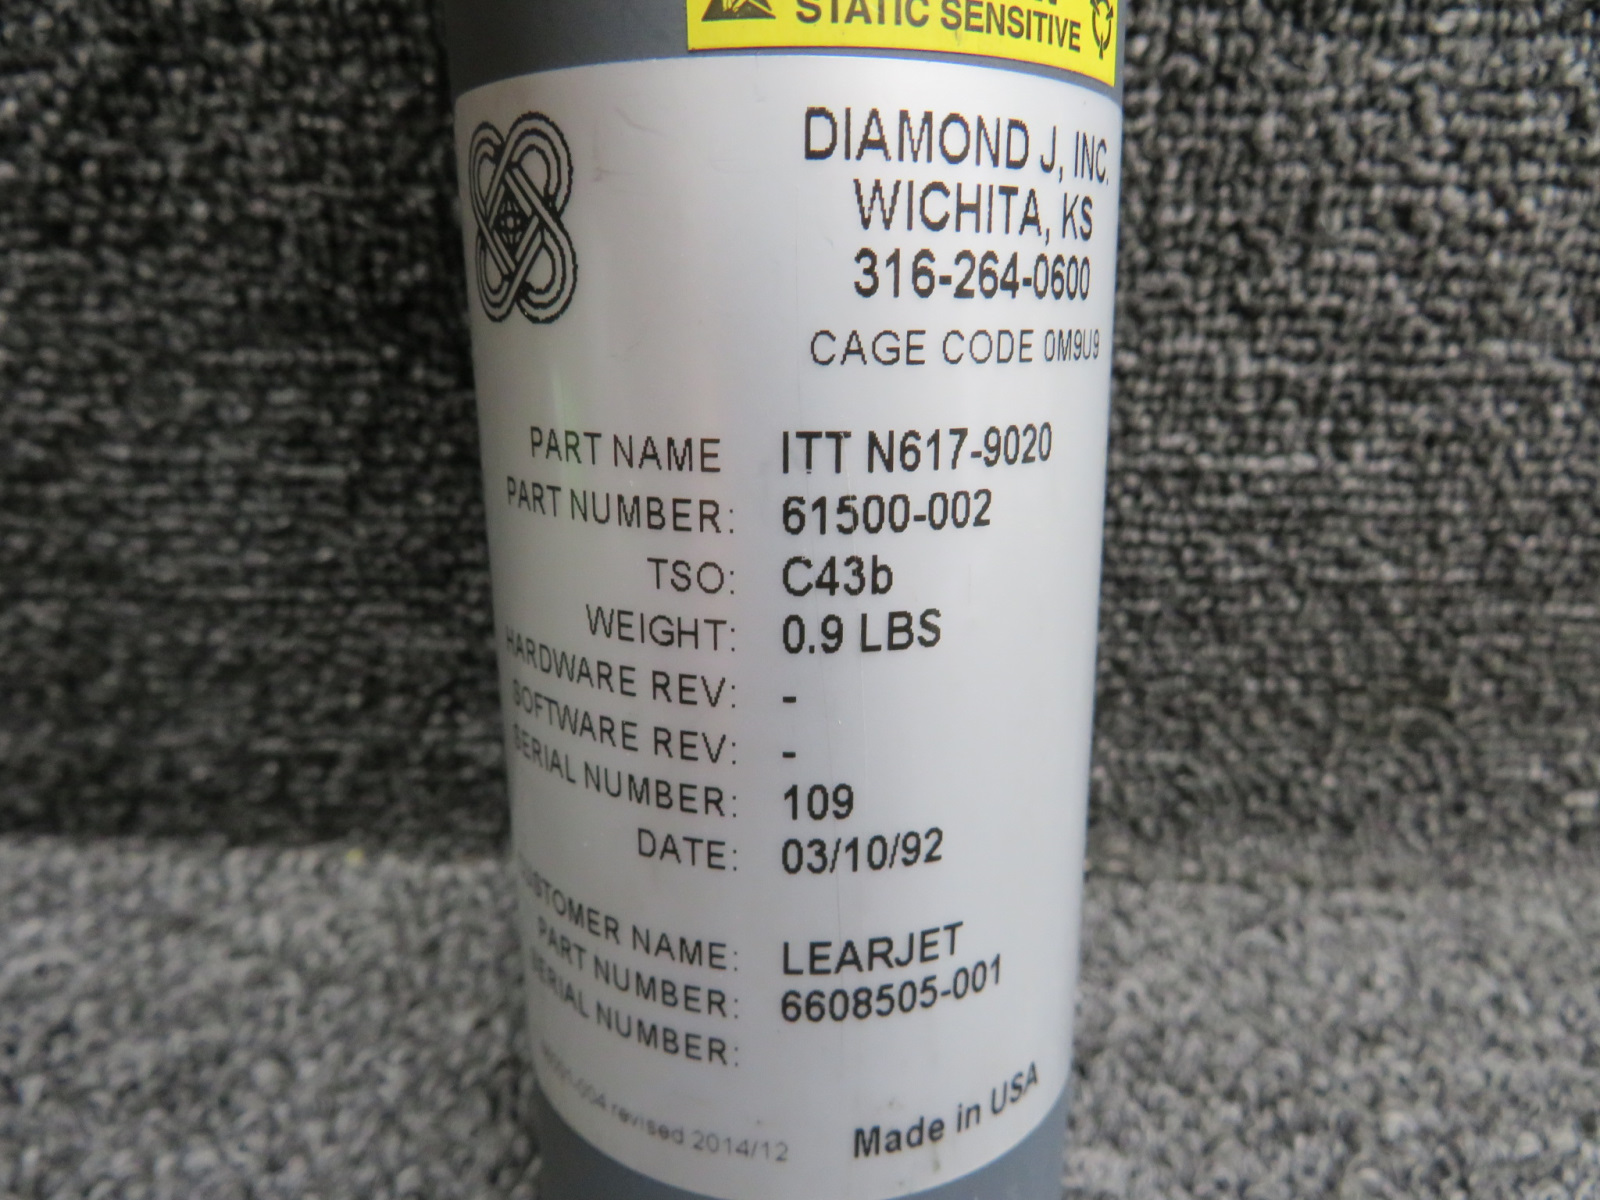 STATIC SENSITIVE
DIAMOND J, INC.
WICHITA, KS
316-264-0600
CAGE CODE 0M9U9
PART NAME ITT N617-9020
PART NUMBER: 61500-002
TSO: C43b
WEIGHT: 0.9 LBS
HARDWARE REV: -
SOFTWARE REV: -
SERIAL NUMBER: 109
DATE: 03/10/92
CUSTOMER NAME: LEARJET
PART NUMBER: 6608505-001
SERIAL NUMBER:
revised 2014/12
Made in USA